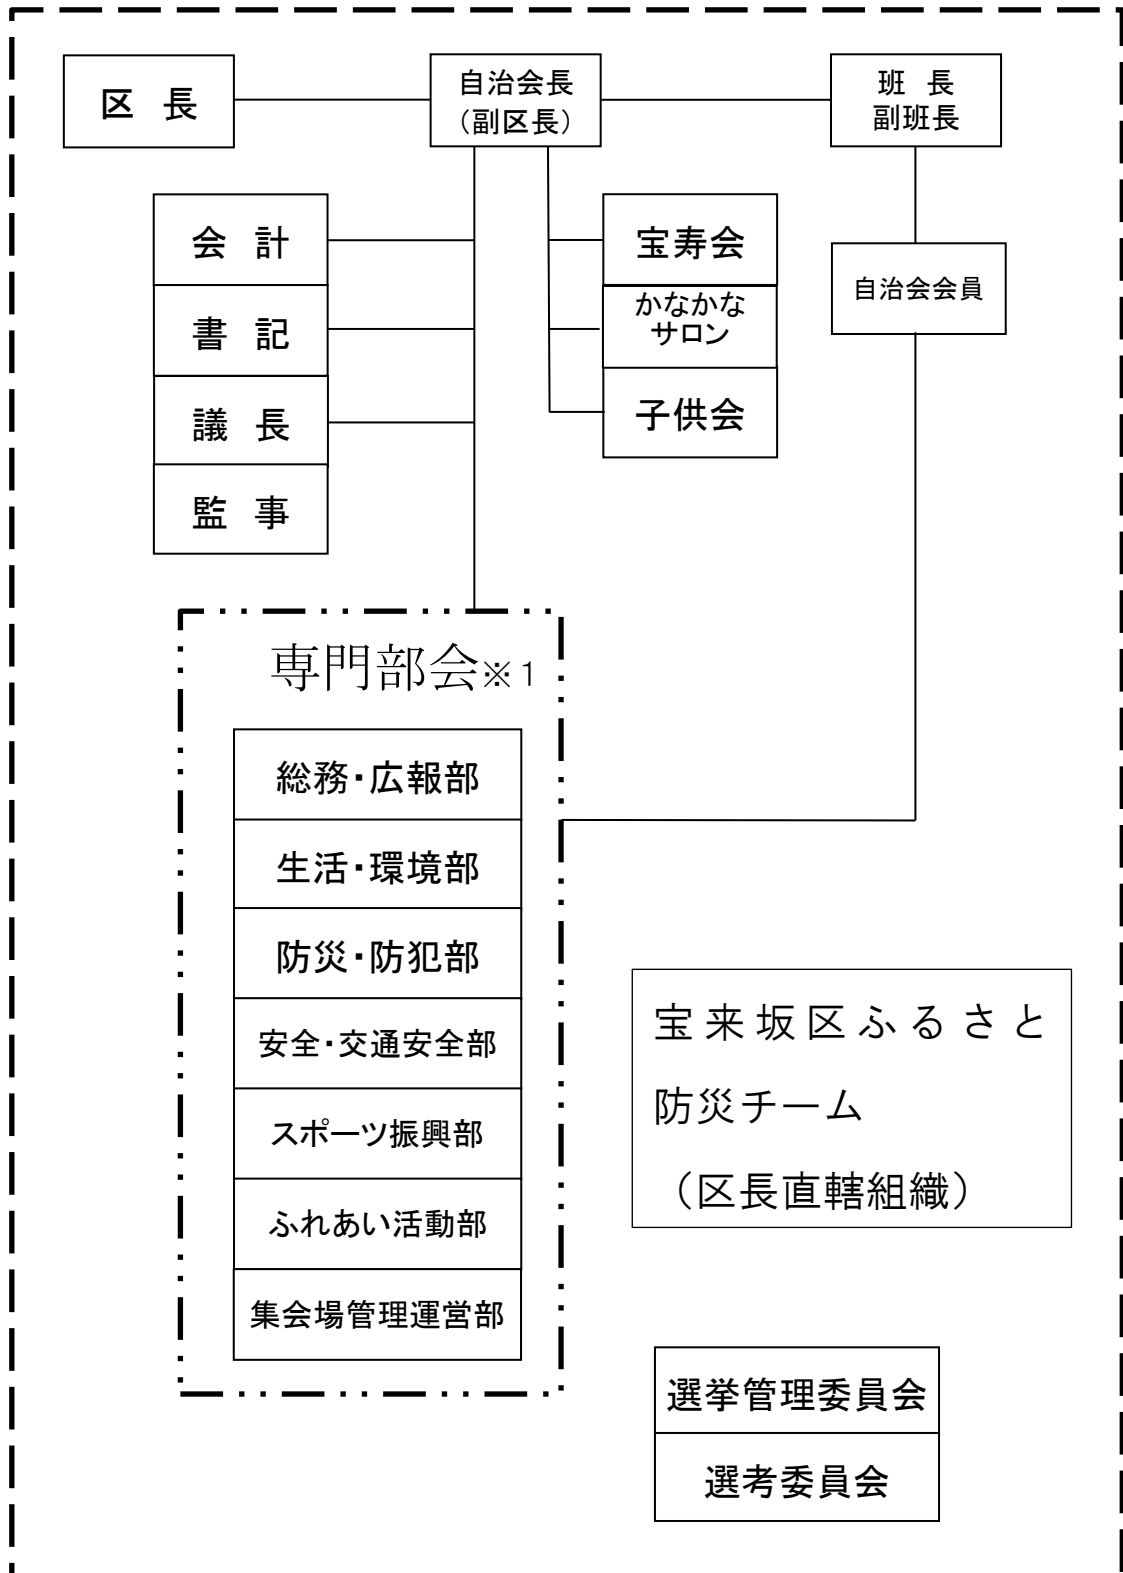 区　長
自治会長
（副区長）
班　長
副班長
会　計
書　記
議　長
監　事
宝寿会
かなかな
サロン
子供会
自治会会員
専門部会※1
総務・広報部
生活・環境部
防災・防犯部
安全・交通安全部
スポーツ振興部
ふれあい活動部
集会場管理運営部
宝来坂区ふるさと
防災チーム
（区長直轄組織）
選挙管理委員会
選考委員会